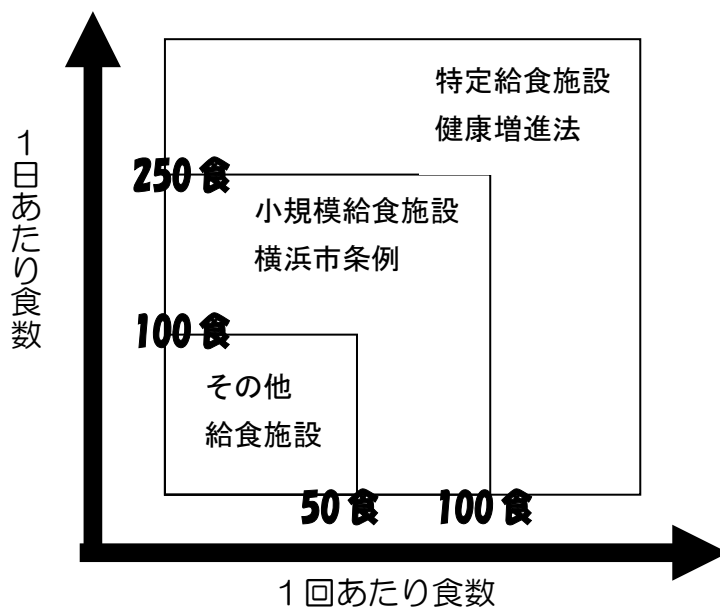 特定給食施設
健康増進法
1日あたり食数
250食
小規模給食施設
横浜市条例
100食
その他
給食施設
50食
100食
1回あたり食数